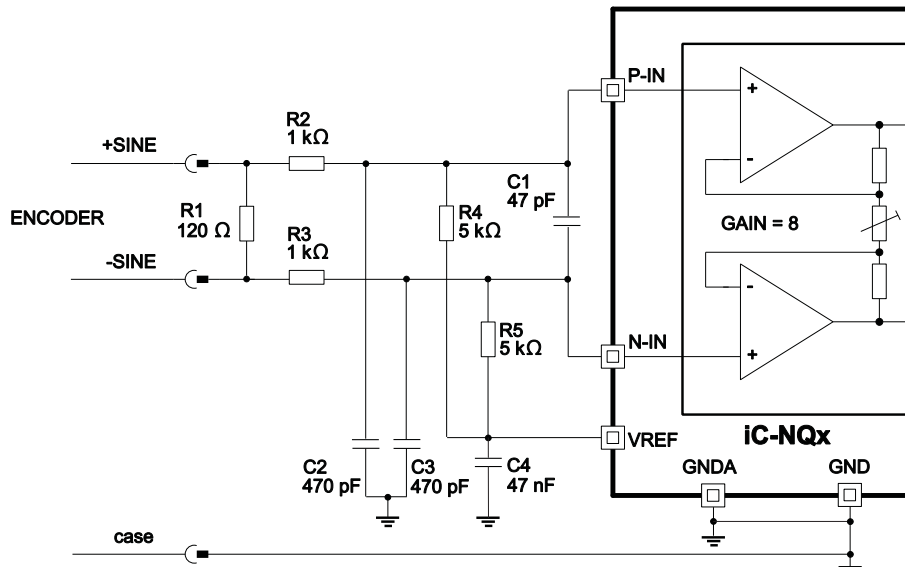 P-IN
R2
1 kΩ
+SINE
+
-
C1
47 pF
R1
120 Ω
R4
5 kΩ
ENCODER
GAIN = 8
R3
1 kΩ
-SINE
-
R5
5 kΩ
N-IN
+
VREF
iC-NQx
C2
470 pF
C3
470 pF
C4
47 nF
GNDA
GND
case